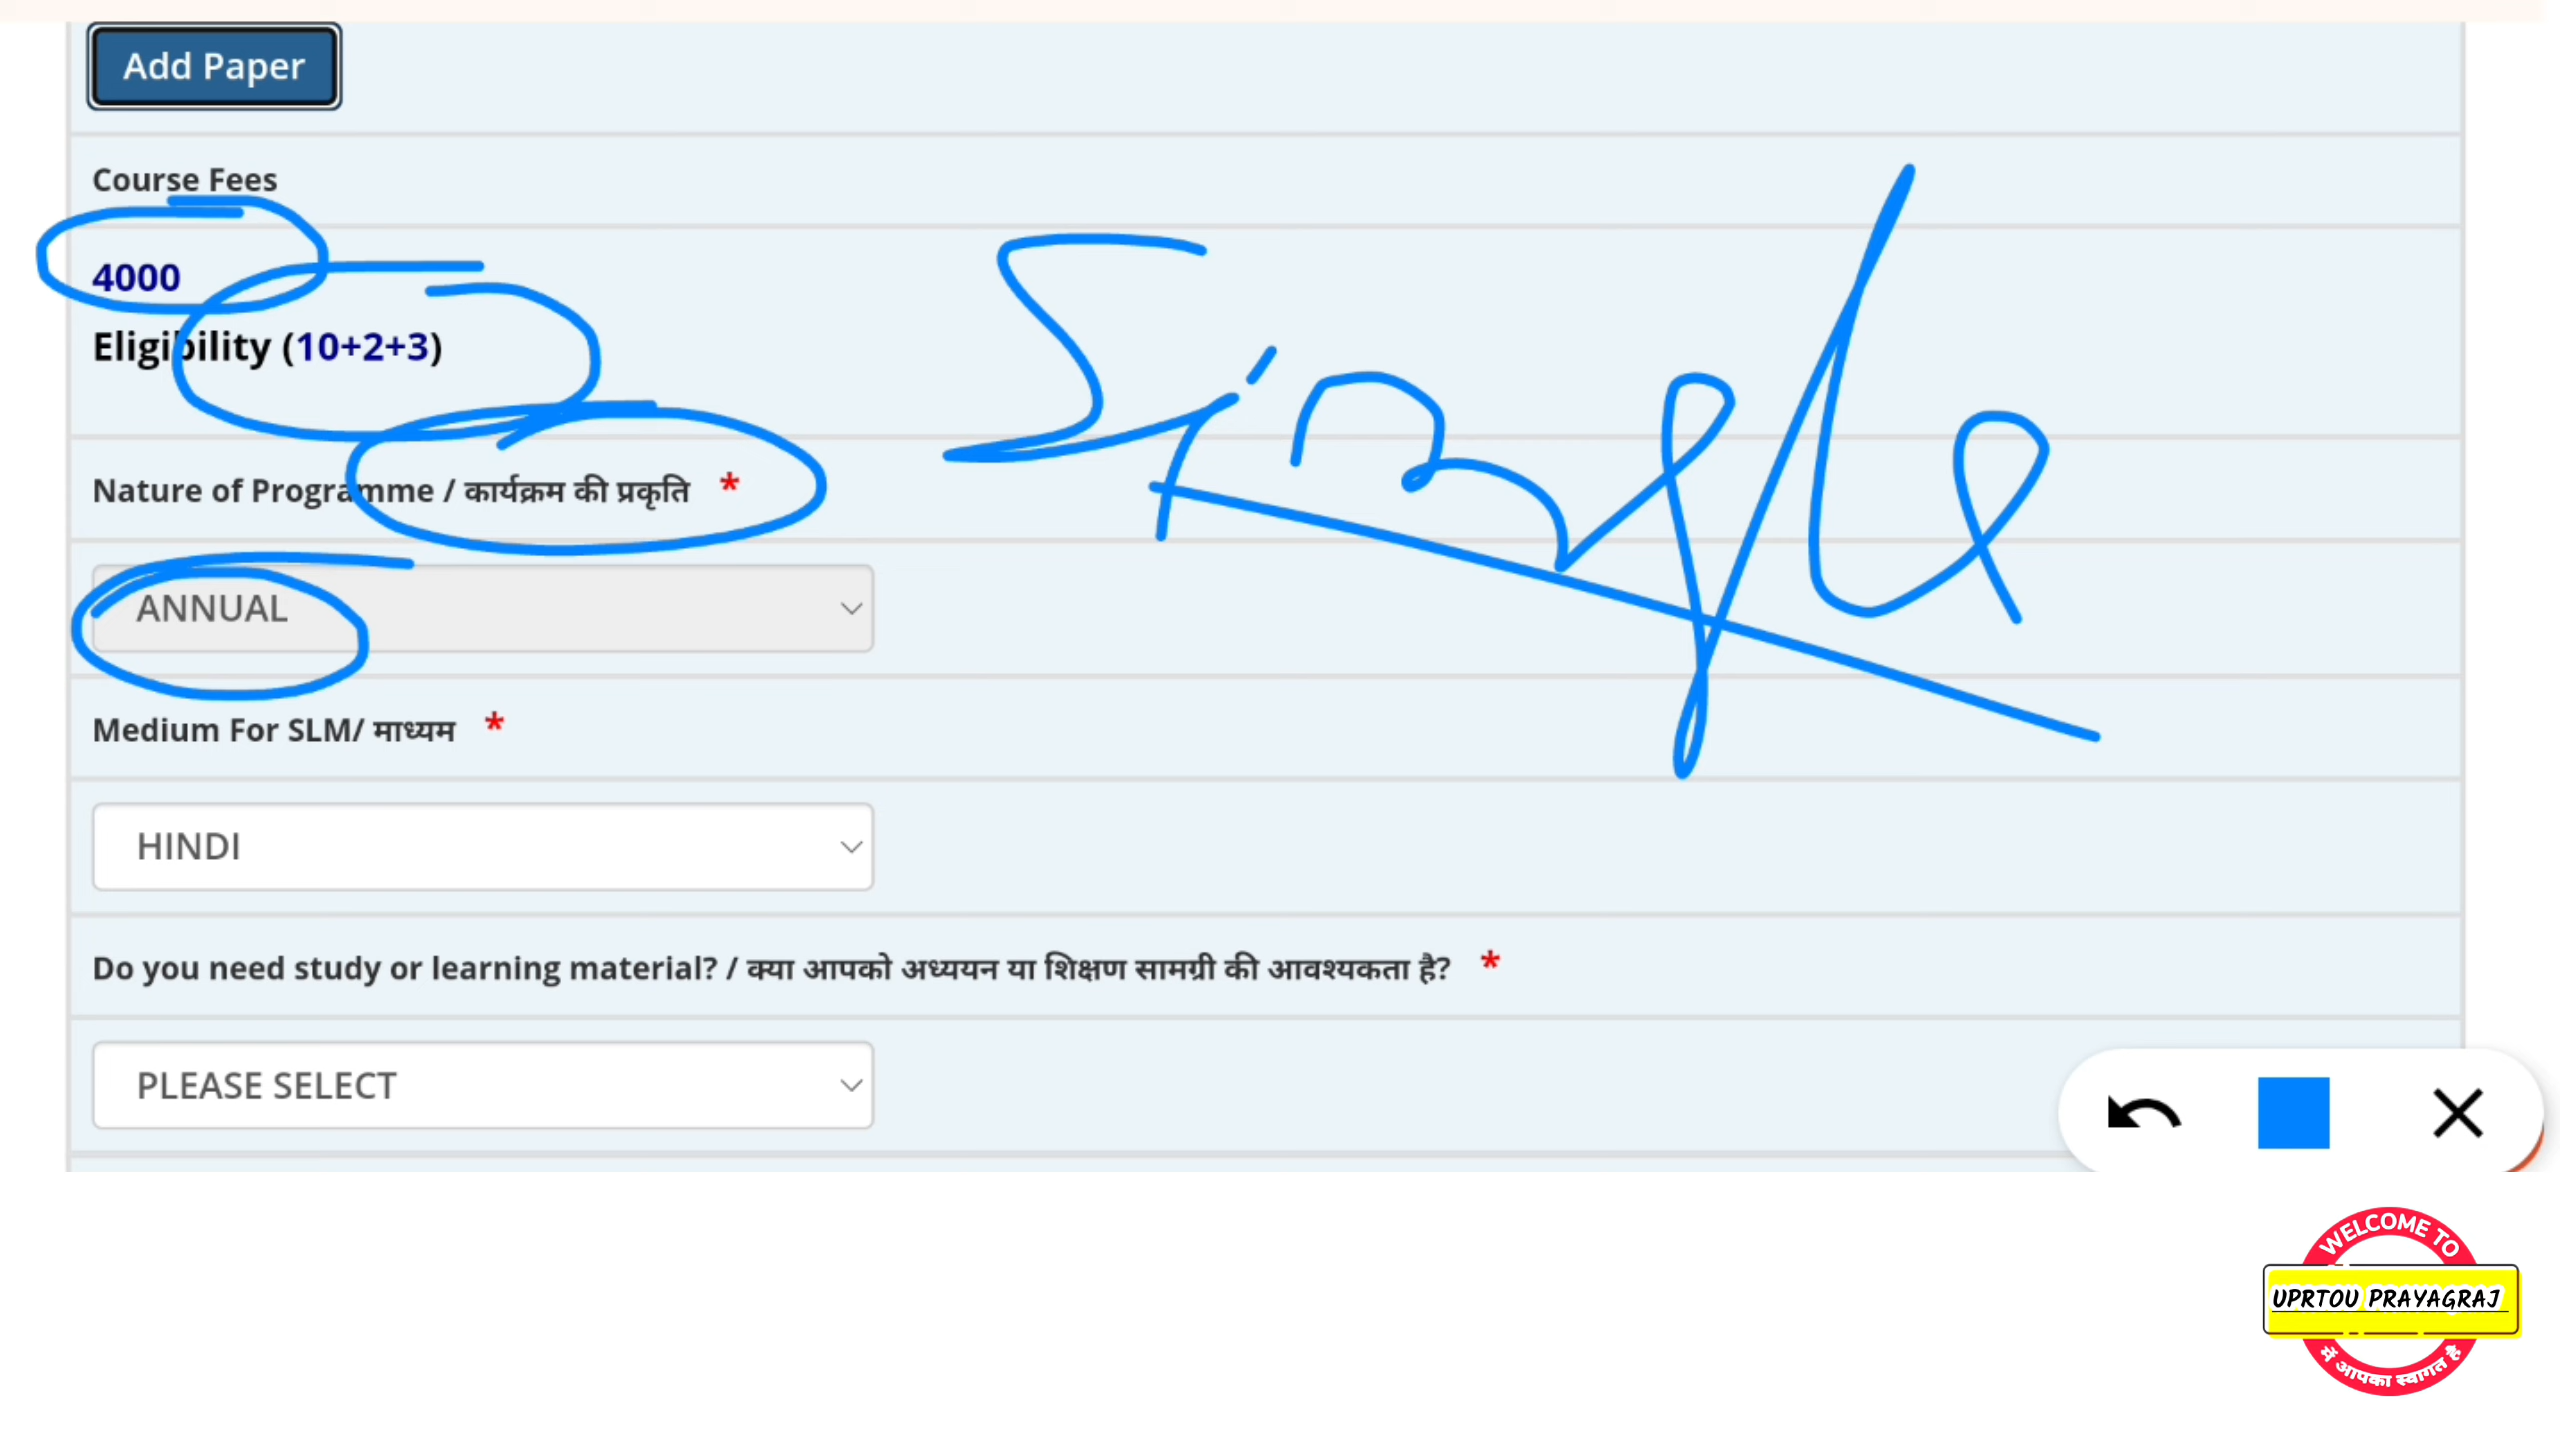 Add Paper
Course Fees
4000
Eligibility (10+2+3)
Single
Nature of Programme / कार्यक्रम की प्रकृति *
ANNUAL
Medium For SLM/ माध्यम *
HINDI
Do you need study or learning material? / क्या आपको अध्ययन या शिक्षण सामग्री की आवश्यकता है? *
PLEASE SELECT
WELCOME TO
UPRTOU PRAYAGRAJ
में आपका स्वागत है